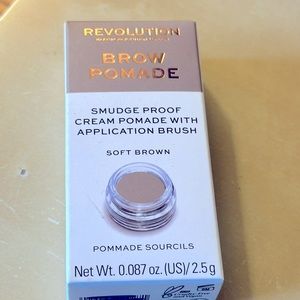 REVOLUTION
BROW
POMADE
SMUDGE PROOF
CREAM POMADE WITH
APPLICATION BRUSH
SOFT BROWN
POMMADE SOURCILS
Net Wt. 0.087 oz.(US)/2.5g